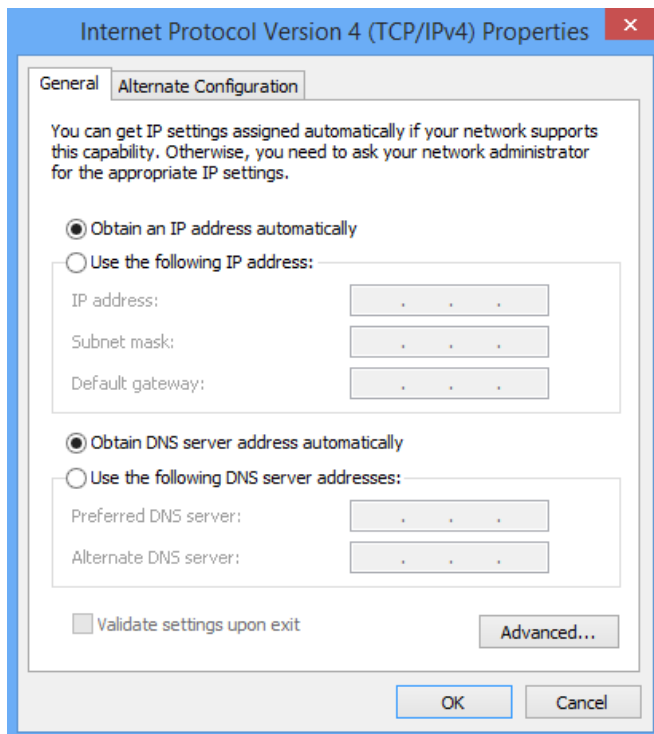 Internet Protocol Version 4 (TCP/IPv4) Properties
General
Alternate Configuration
You can get IP settings assigned automatically if your network supports
this capability. Otherwise, you need to ask your network administrator
for the appropriate IP settings.
Obtain an IP address automatically
Use the following IP address:
IP address:
Subnet mask:
Default gateway:
Obtain DNS server address automatically
Use the following DNS server addresses:
Preferred DNS server:
Alternate DNS server:
Validate settings upon exit
Advanced...
OK
Cancel